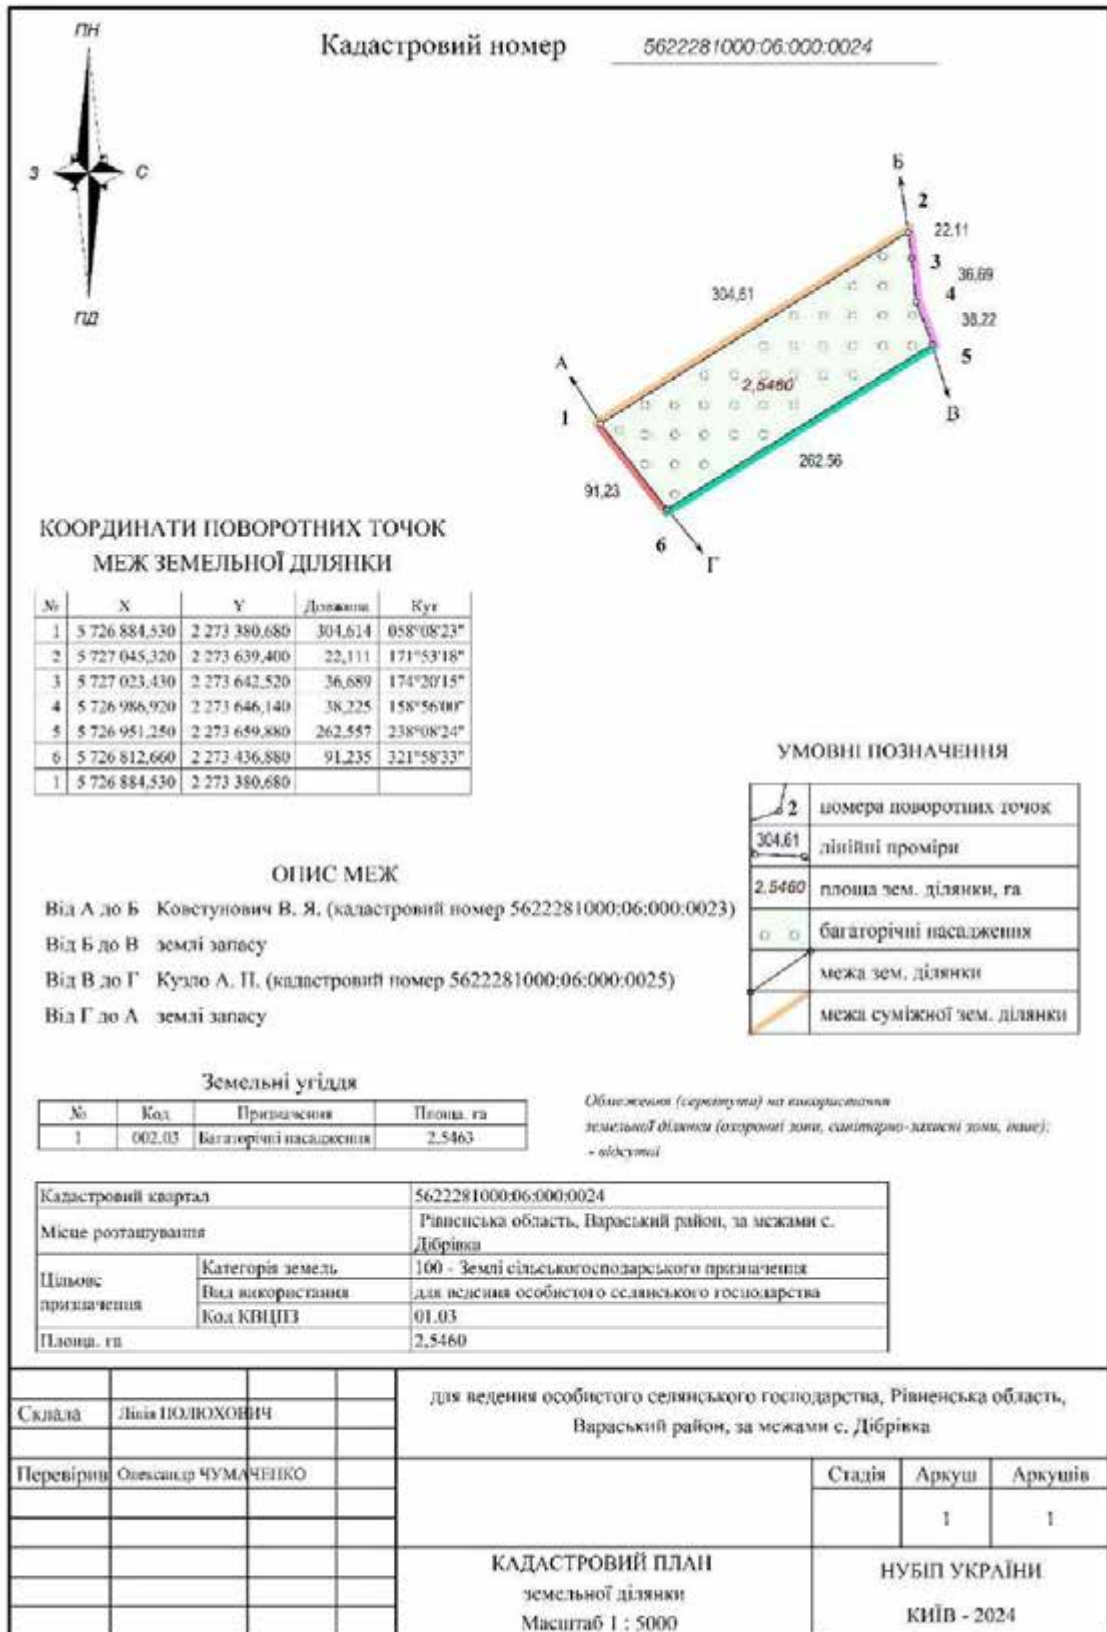 ПН
З
С
ПД
Кадастровий номер 5622281000:06:000:0024
Б
2
22,11
3
36,69
4
38,22
5
304,61
В
А
1
2,5460
262,56
91,23
6
Г
КООРДИНАТИ ПОВОРОТНИХ ТОЧОК
МЕЖ ЗЕМЕЛЬНОЇ ДІЛЯНКИ
№ X Y Довжина Кут
1 5 726 884,530 2 273 380,680 304,614 058°08'23"
2 5 727 045,320 2 273 639,400 22,111 171°53'18"
3 5 727 023,430 2 273 642,520 36,689 174°20'15"
4 5 726 986,920 2 273 646,140 38,225 158°56'00"
5 5 726 951,250 2 273 659,880 262,557 238°08'24"
6 5 726 812,660 2 273 436,880 91,235 321°58'33"
1 5 726 884,530 2 273 380,680
УМОВНІ ПОЗНАЧЕННЯ
2 номера поворотних точок
304,61 лінійні проміри
2,5460 площа зем. ділянки, га
багаторічні насадження
межа зем. ділянки
межа суміжної зем. ділянки
ОПИС МЕЖ
Від А до Б Ковстунович В. Я. (кадастровий номер 5622281000:06:000:0023)
Від Б до В землі запасу
Від В до Г Кузло А. П. (кадастровий номер 5622281000:06:000:0025)
Від Г до А землі запасу
Земельні угіддя
№ Код Призначення Площа, га
1 002.03 Багаторічні насадження 2,5463
Обмеження (сервітути) на використання
земельної ділянки (охоронні зони, санітарно-захисні зони, інше):
- відсутні
Кадастровий квартал 5622281000:06:000:0024
Місце розташування Рівненська область, Вараський район, за межами с.
Дібрівка
Цільове
призначення
Категорія земель 100 - Землі сільськогосподарського призначення
Вид використання для ведення особистого селянського господарства
Код КВЦПЗ 01.03
Площа, га 2,5460
Склала Лілія ПОЛЮХОВИЧ
Перевірив Олександр ЧУМАЧЕНКО
для ведення особистого селянського господарства, Рівненська область,
Вараський район, за межами с. Дібрівка
Стадія Аркуш Аркушів
1 1
КАДАСТРОВИЙ ПЛАН
земельної ділянки
Масштаб 1 : 5000
НУБІП УКРАЇНИ
КИЇВ - 2024